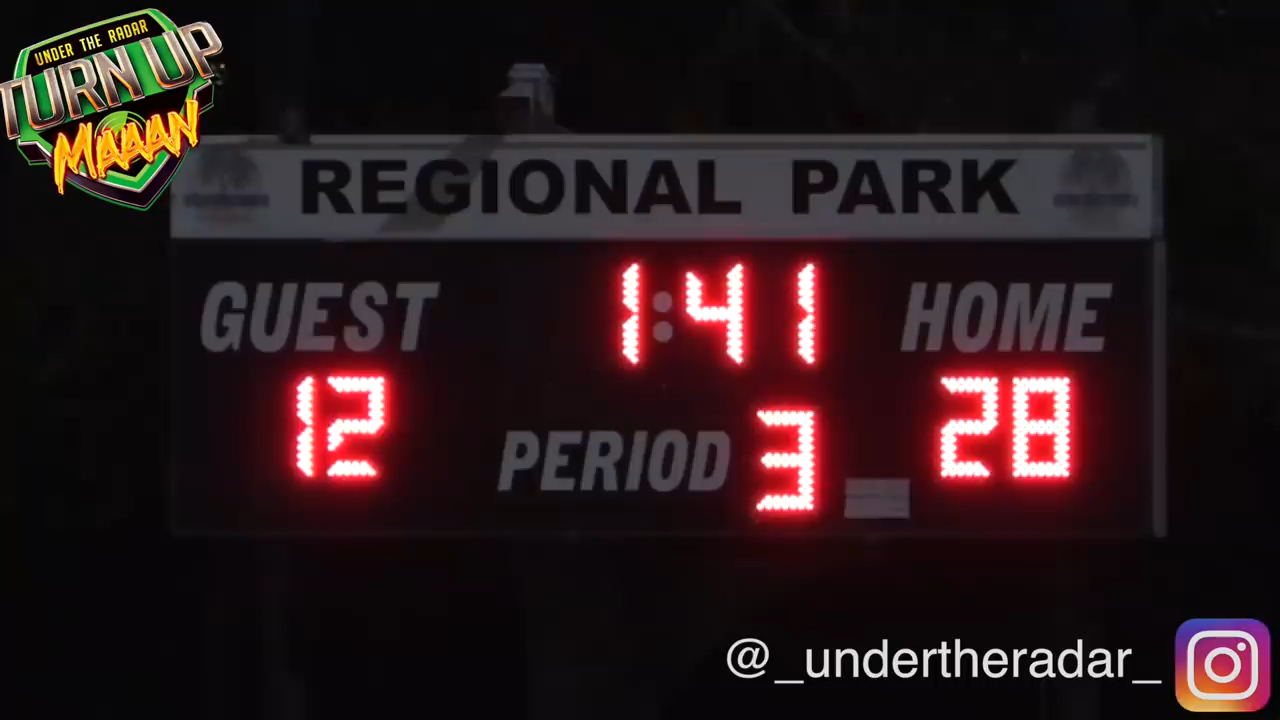 UNDER THE RADAR
TURN UP
MAAAN
REGIONAL PARK
GUEST
1:41
HOME
12
PERIOD
3
28
@_undertheradar_